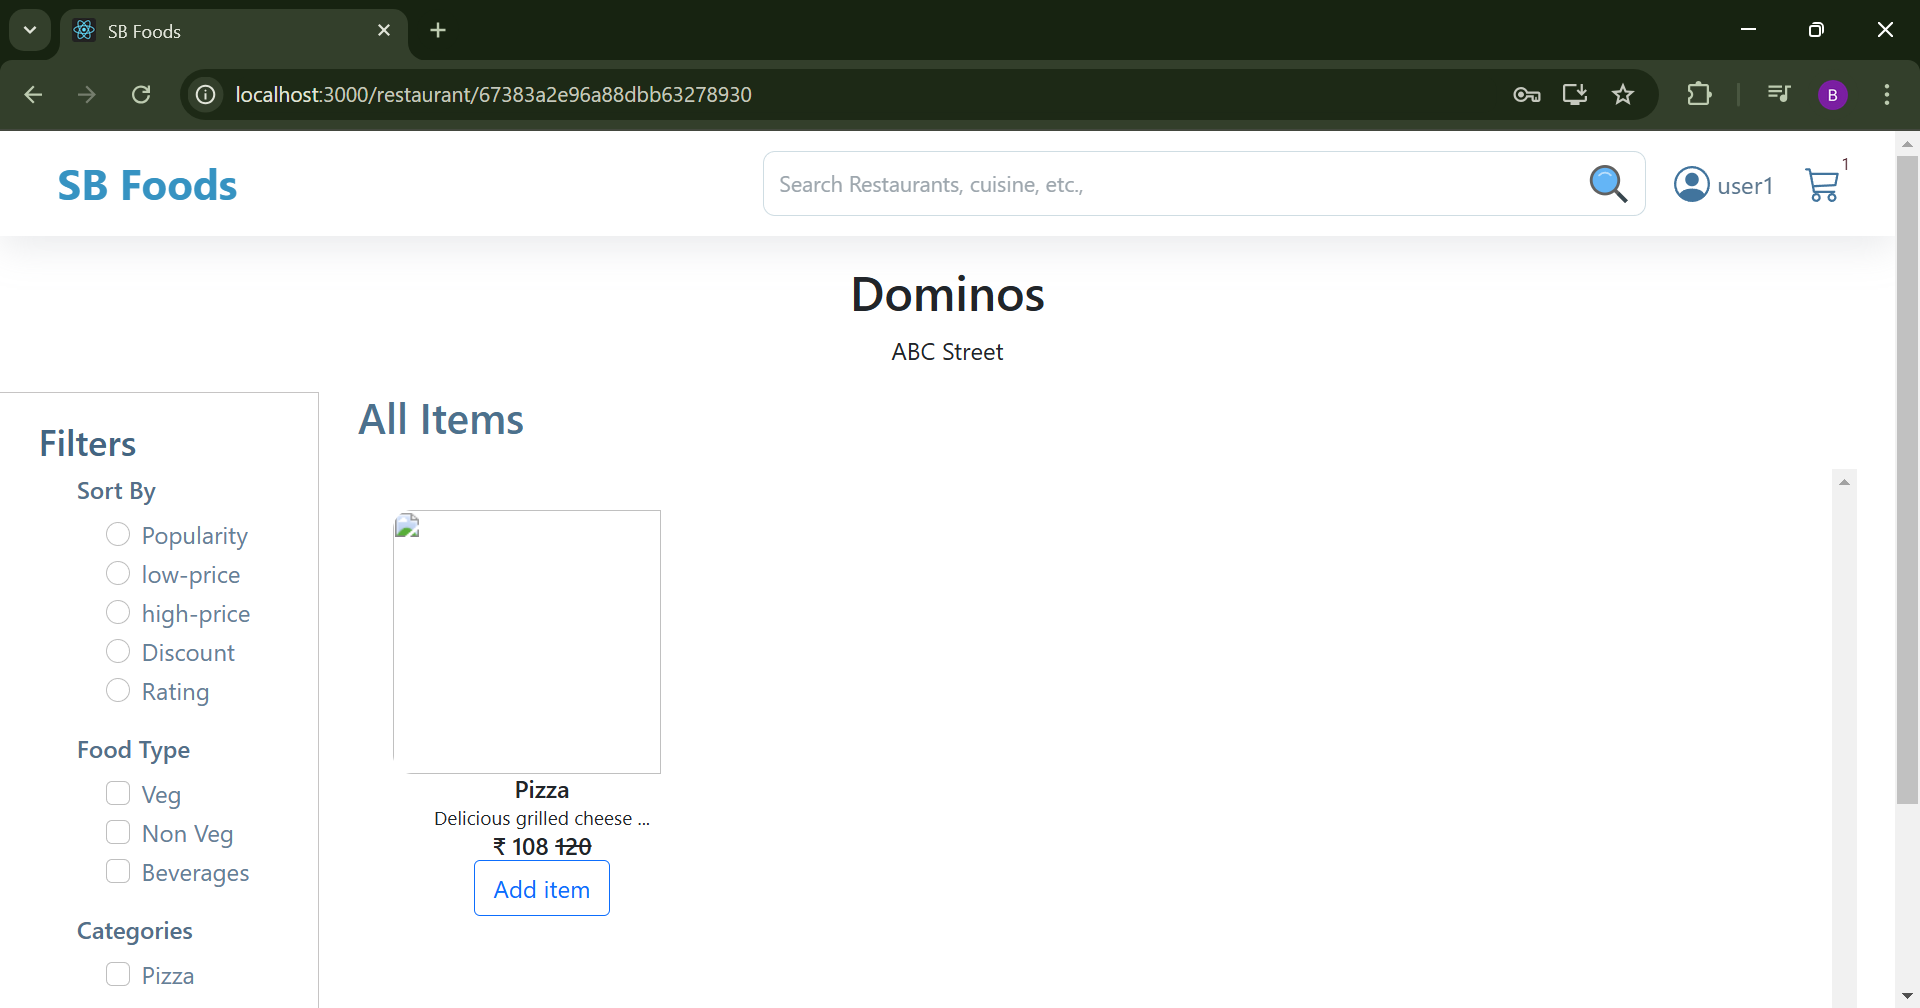 SB Foods
localhost:3000/restaurant/67383a2e96a88dbb63278930
B
SB Foods
Search Restaurants, cuisine, etc.,
user1
1
Dominos
ABC Street
Filters
Sort By
Popularity
low-price
high-price
Discount
Rating
Food Type
Veg
Non Veg
Beverages
Categories
Pizza
All Items
Pizza
Delicious grilled cheese ...
₹ 108 120
Add item